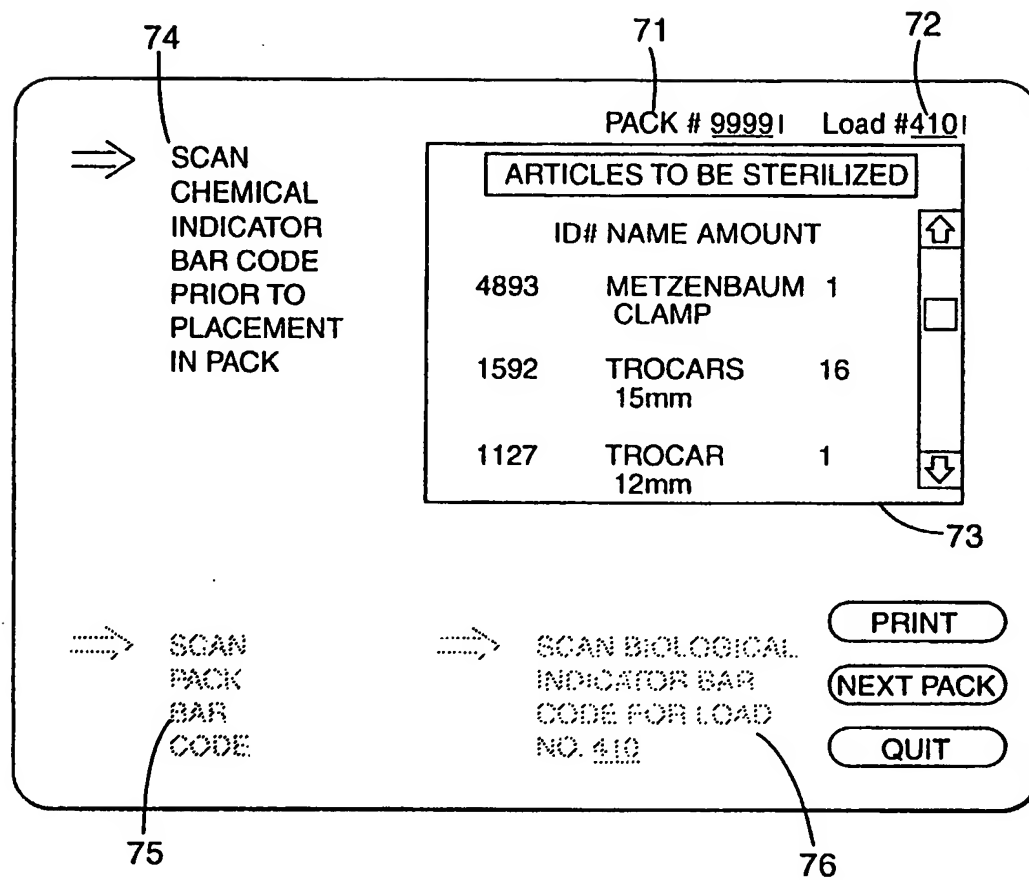 74
71
72
PACK # 9999| Load #410|
SCAN
CHEMICAL
INDICATOR
BAR CODE
PRIOR TO
PLACEMENT
IN PACK
ARTICLES TO BE STERILIZED
ID# NAME AMOUNT
4893 METZENBAUM 1
CLAMP
1592 TROCARS 16
15mm
1127 TROCAR 1
12mm
73
SCAN
PACK
BAR
CODE
SCAN BIOLOGICAL
INDICATOR BAR
CODE FOR LOAD
NO. 410
PRINT
NEXT PACK
QUIT
75
76